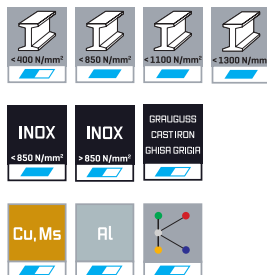 <400 N/mm² <850 N/mm² <1100 N/mm² <1300 N/mm²
INOX INOX GRAUGUSS
CAST IRON
GHISA GRIGIA
<850 N/mm² >850 N/mm²
Cu, Ms Al